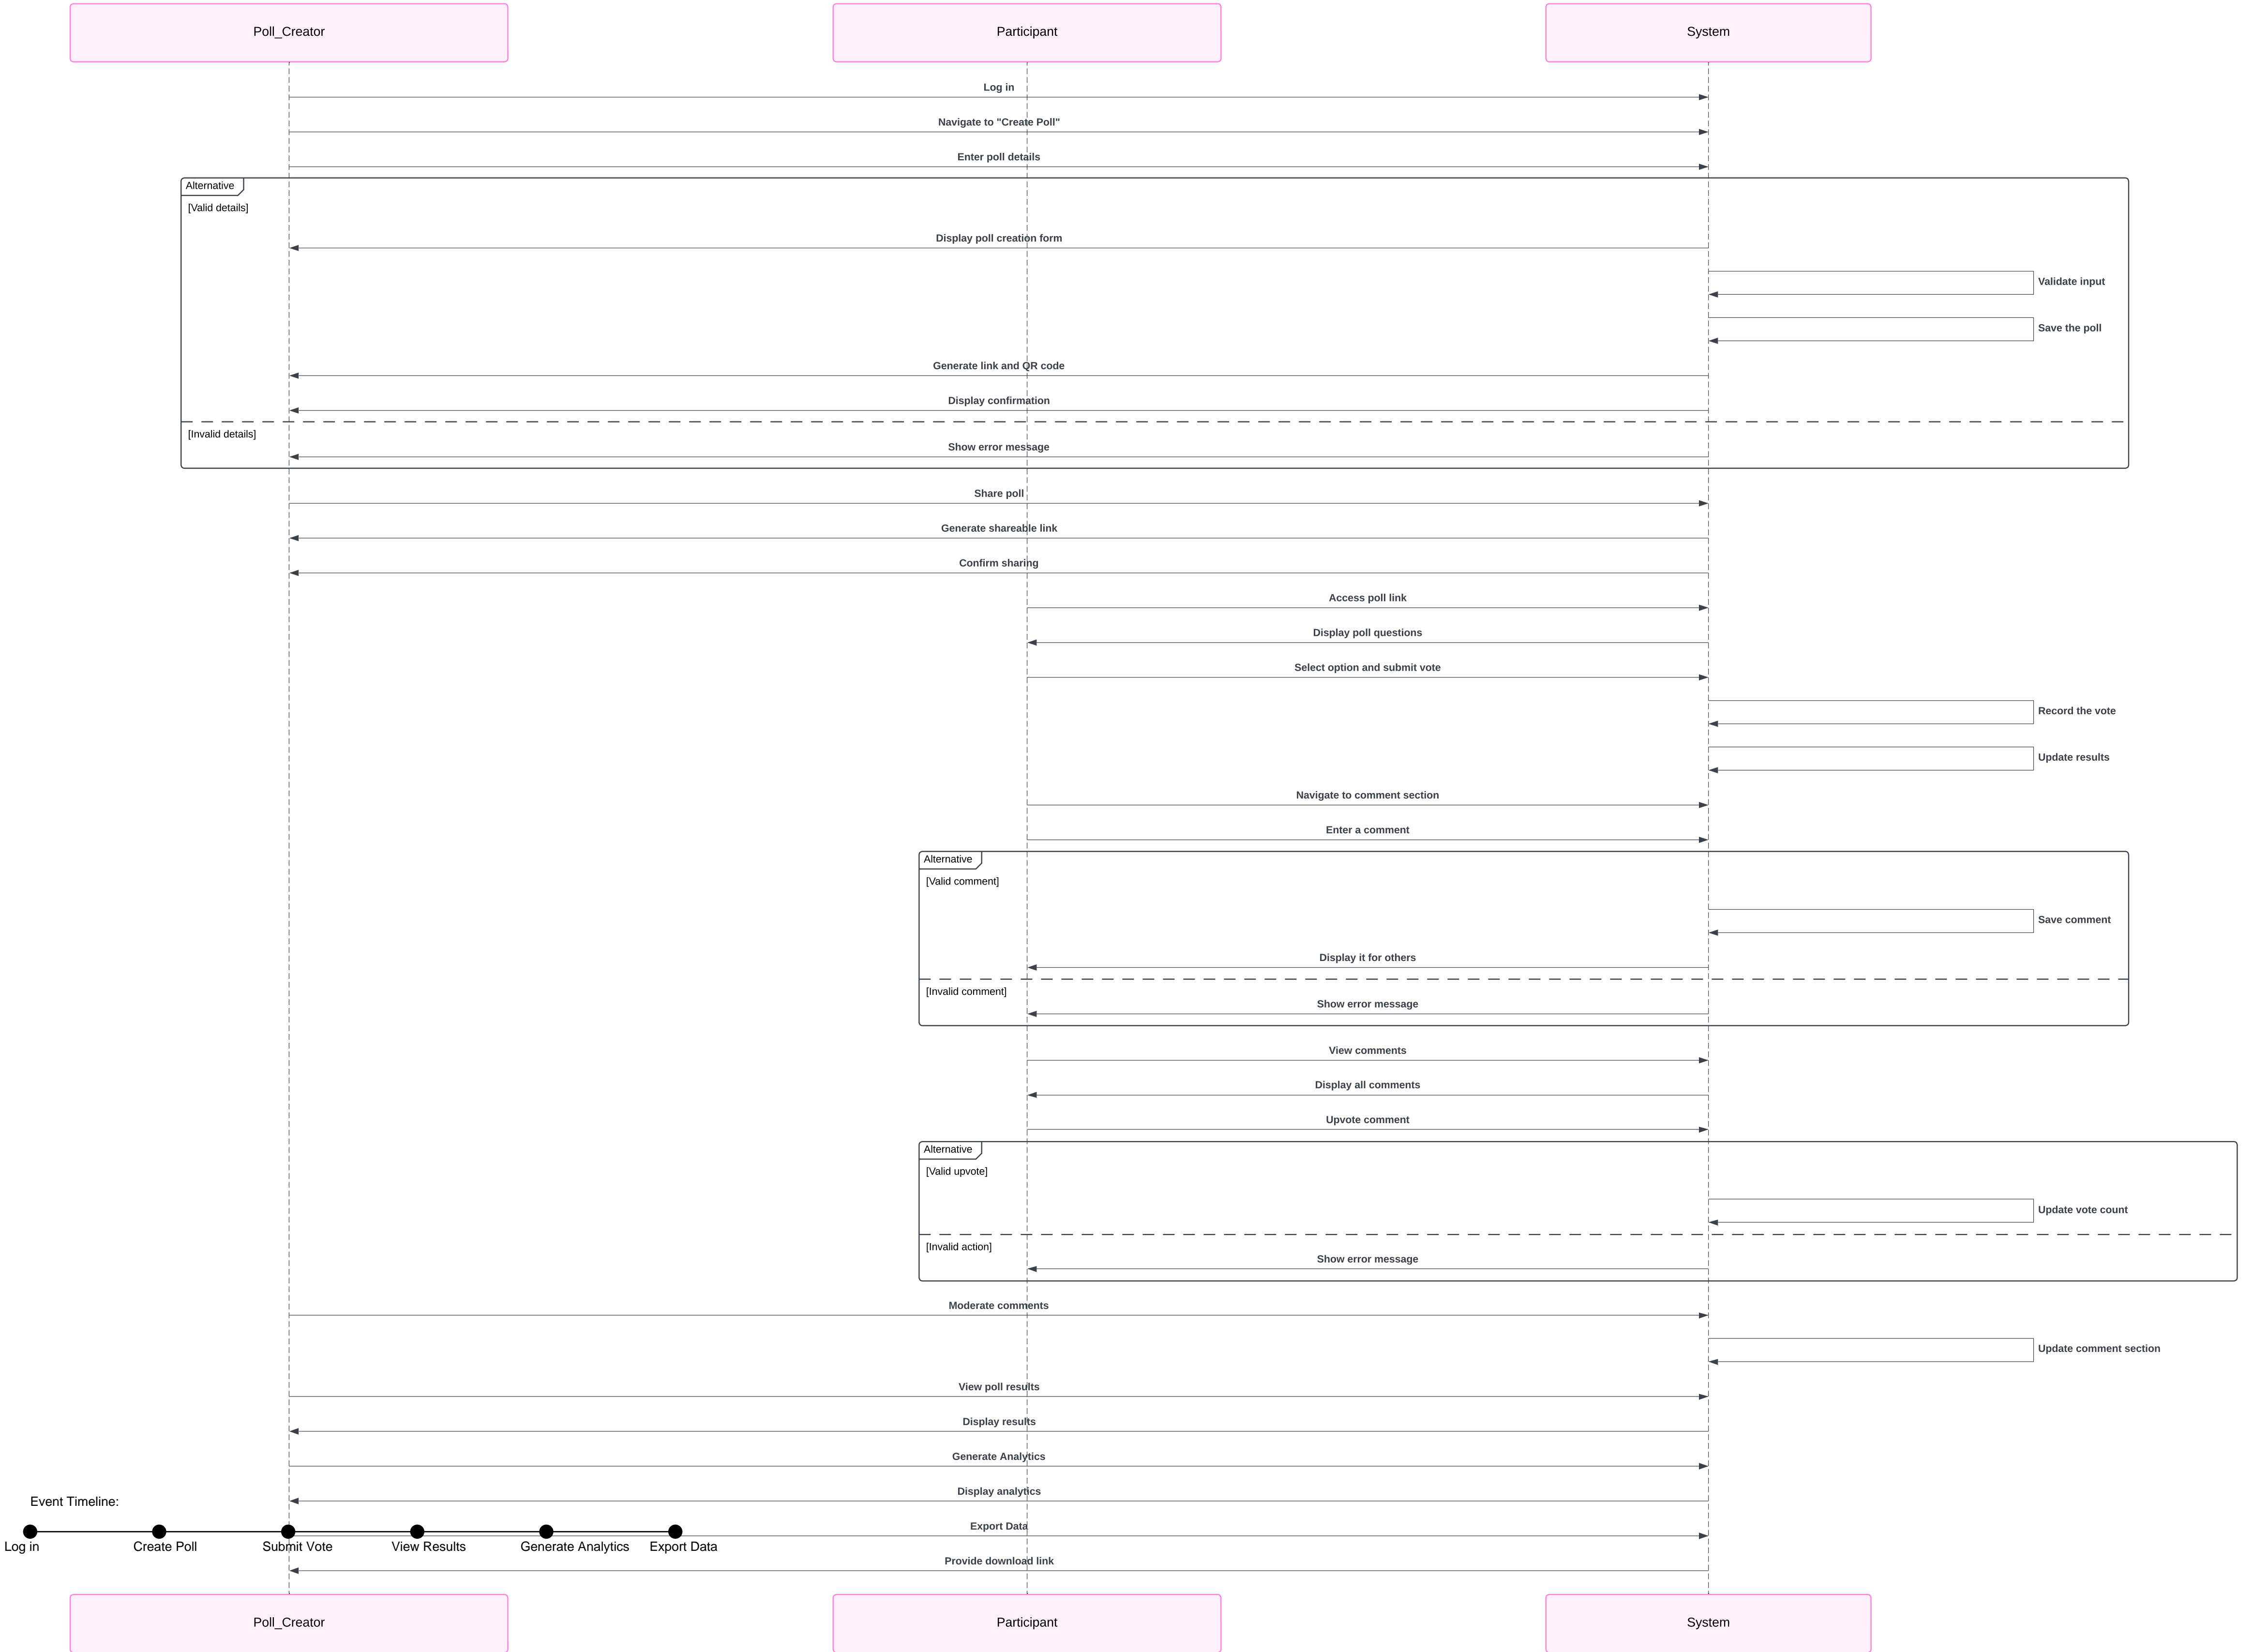 Poll_Creator
Participant
System
Log in
Navigate to "Create Poll"
Enter poll details
Alternative
[Valid details]
Display poll creation form
Validate input
Save the poll
Generate link and QR code
Display confirmation
[Invalid details]
Show error message
Share poll
Generate shareable link
Confirm sharing
Access poll link
Display poll questions
Select option and submit vote
Record the vote
Update results
Navigate to comment section
Enter a comment
Alternative
[Valid comment]
Save comment
Display it for others
[Invalid comment]
Show error message
View comments
Display all comments
Upvote comment
Alternative
[Valid upvote]
Update vote count
[Invalid action]
Show error message
Moderate comments
Update comment section
View poll results
Display results
Generate Analytics
Display analytics
Event Timeline:
Export Data
Log in
Create Poll
Submit Vote
View Results
Generate Analytics
Export Data
Provide download link
Poll_Creator
Participant
System